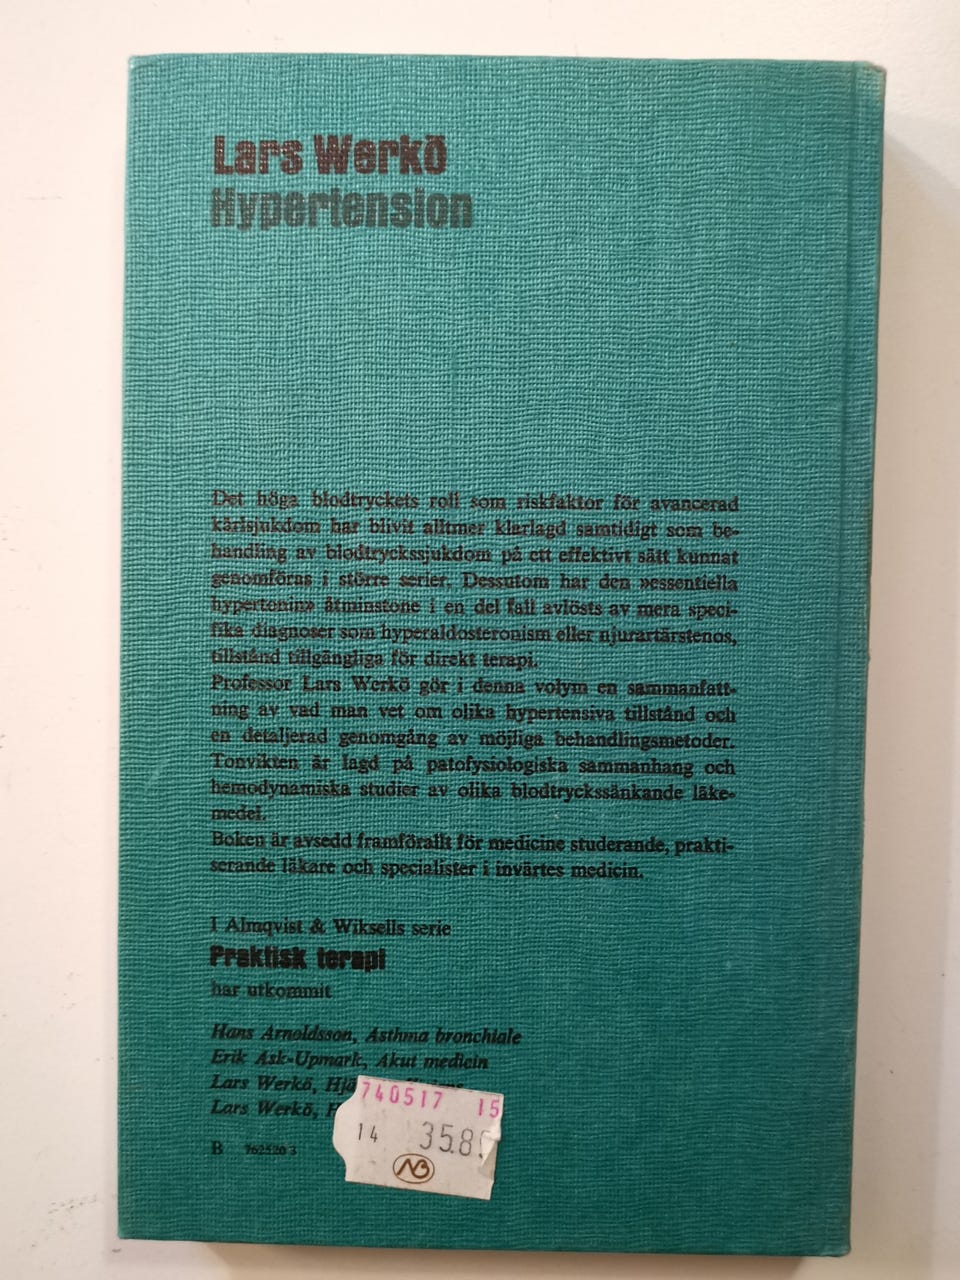 Lars Werkö
Hypertension
Det höga blodtryckets roll som riskfaktor för avancerad
kärlsjukdom har blivit alltmer klarlagd samtidigt som be-
handling av blodtryckssjukdom på ett effektivt sätt kunnat
genomföras i större serier. Dessutom har den »essentiella
hypertonin» åtminstone i en del fall avlösts av mera speci-
fika diagnoser som hyperaldosteronism eller njurartärstenos,
tillstånd tillgängliga för direkt terapi.
Professor Lars Werkö gör i denna volym en sammanfatt-
ning av vad man vet om olika hypertensiva tillstånd och
en detaljerad genomgång av möjliga behandlingsmetoder.
Tonvikten är lagd på patofysiologiska sammanhang och
hemodynamiska studier av olika blodtryckssänkande läke-
medel.
Boken är avsedd framförallt för medicine studerande, prakti-
serande läkare och specialister i invärtes medicin.
I Almqvist & Wiksells serie
Praktisk terapi
har utkommit
Hans Arnoldsson, Asthma bronchiale
Erik Ask-Upmark, Akut medicin
Lars Werkö,
Lars Werkö,
740517 15
14 35.8
NB
B 762520 3